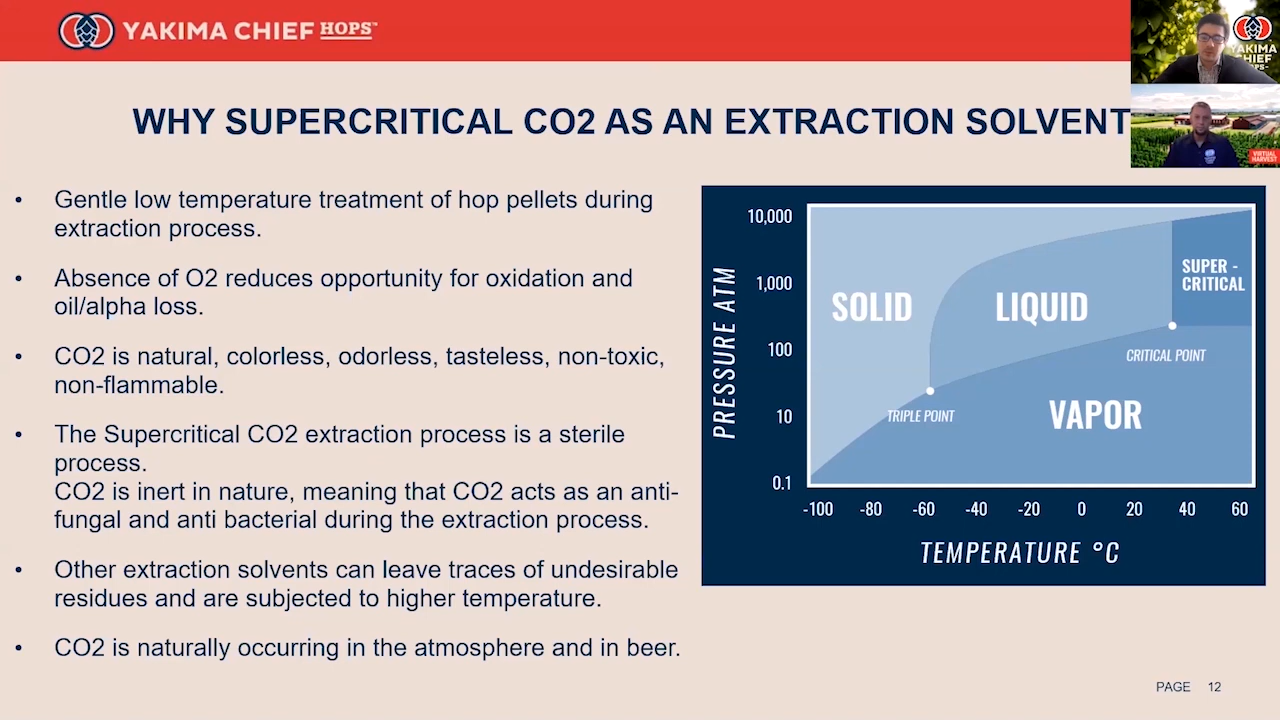 YAKIMA CHIEF HOPS™
YAKIMA
CHIEF
VIRTUAL
HARVEST
WHY SUPERCRITICAL CO2 AS AN EXTRACTION SOLVENT
• Gentle low temperature treatment of hop pellets during
extraction process.
• Absence of O2 reduces opportunity for oxidation and
oil/alpha loss.
• CO2 is natural, colorless, odorless, tasteless, non-toxic,
non-flammable.
• The Supercritical CO2 extraction process is a sterile
process.
CO2 is inert in nature, meaning that CO2 acts as an anti-
fungal and anti bacterial during the extraction process.
• Other extraction solvents can leave traces of undesirable
residues and are subjected to higher temperature.
• CO2 is naturally occurring in the atmosphere and in beer.
PRESSURE ATM
10,000
1,000
100
10
0.1
SOLID
LIQUID
SUPER -
CRITICAL
CRITICAL POINT
TRIPLE POINT
VAPOR
-100 -80 -60 -40 -20 0 20 40 60
TEMPERATURE °C
PAGE 12